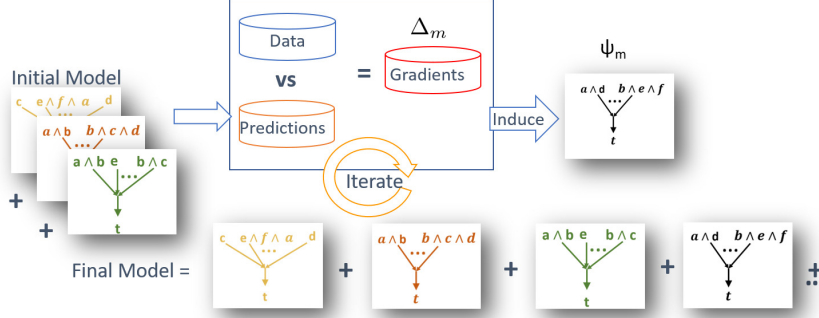 Data
vs
Predictions
=
Δm
Gradients
Induce
Iterate
ψm
a ∧ d b ∧ e ∧ f
...
t
Initial Model
c e ∧ f ∧ a d
...
a ∧ b b ∧ c ∧ d
...
a ∧ b e b ∧ c
...
t
+
+
Final Model =
c e ∧ f ∧ a d
...
t
+
a ∧ b b ∧ c ∧ d
...
t
+
a ∧ b e b ∧ c
...
t
+
a ∧ d b ∧ e ∧ f
...
t
+
...